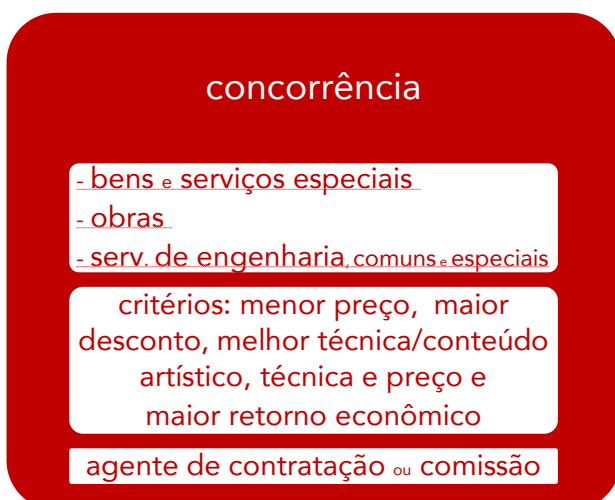 concorrência
- bens e serviços especiais
- obras
- serv. de engenharia, comuns e especiais
critérios: menor preço, maior
desconto, melhor técnica/conteúdo
artístico, técnica e preço e
maior retorno econômico
agente de contratação ou comissão